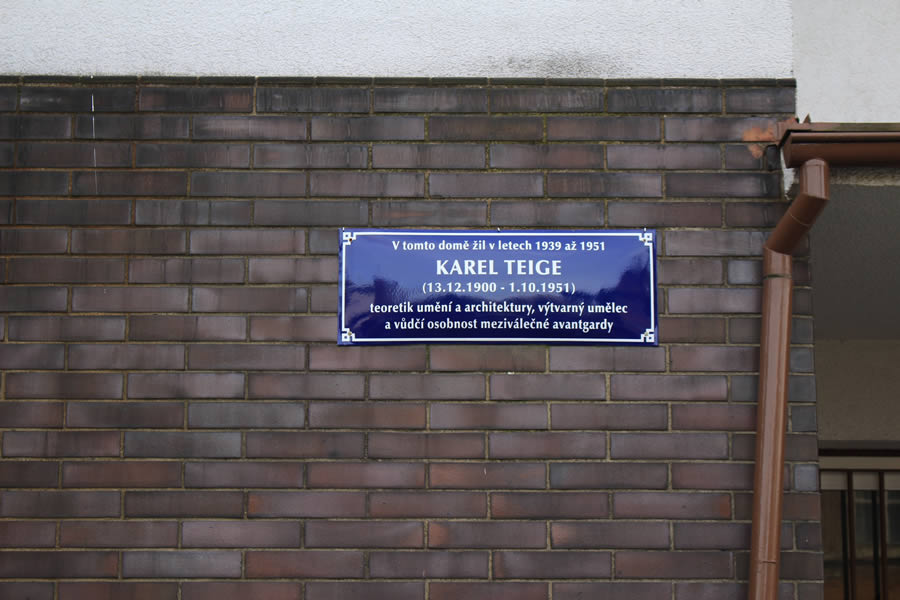 V tomto domě žil v letech 1939 až 1951
KAREL TEIGE
(13.12.1900 - 1.10.1951)
teoretik umění a architektury, výtvarný umělec
a vůdčí osobnost meziválečné avantgardy